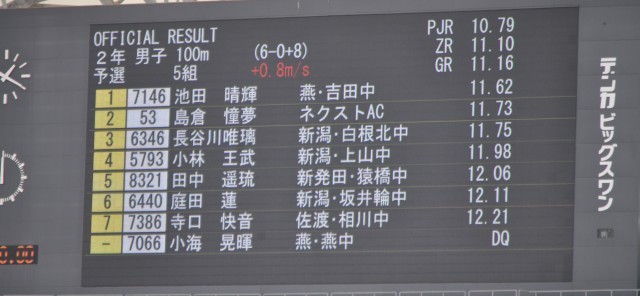 OFFICIAL RESULT
2年 男子 100m (6-0+8)
予選 5組 +0.8m/s
PJR 10.79
ZR 11.10
GR 11.16
1 7146 池田 晴輝 燕・吉田中 11.62
2 53 島倉 憧夢 ネクストAC 11.73
3 6346 長谷川唯璃 新潟・白根北中 11.75
4 5793 小林 王武 新潟・上山中 11.98
5 8321 田中 遥琉 新発田・猿橋中 12.06
6 6440 庭田 蓮 新潟・坂井輪中 12.11
7 7386 寺口 快音 佐渡・相川中 12.21
- 7066 小海 晃暉 燕・燕中 DQ
デンカビッグスワン
0.00